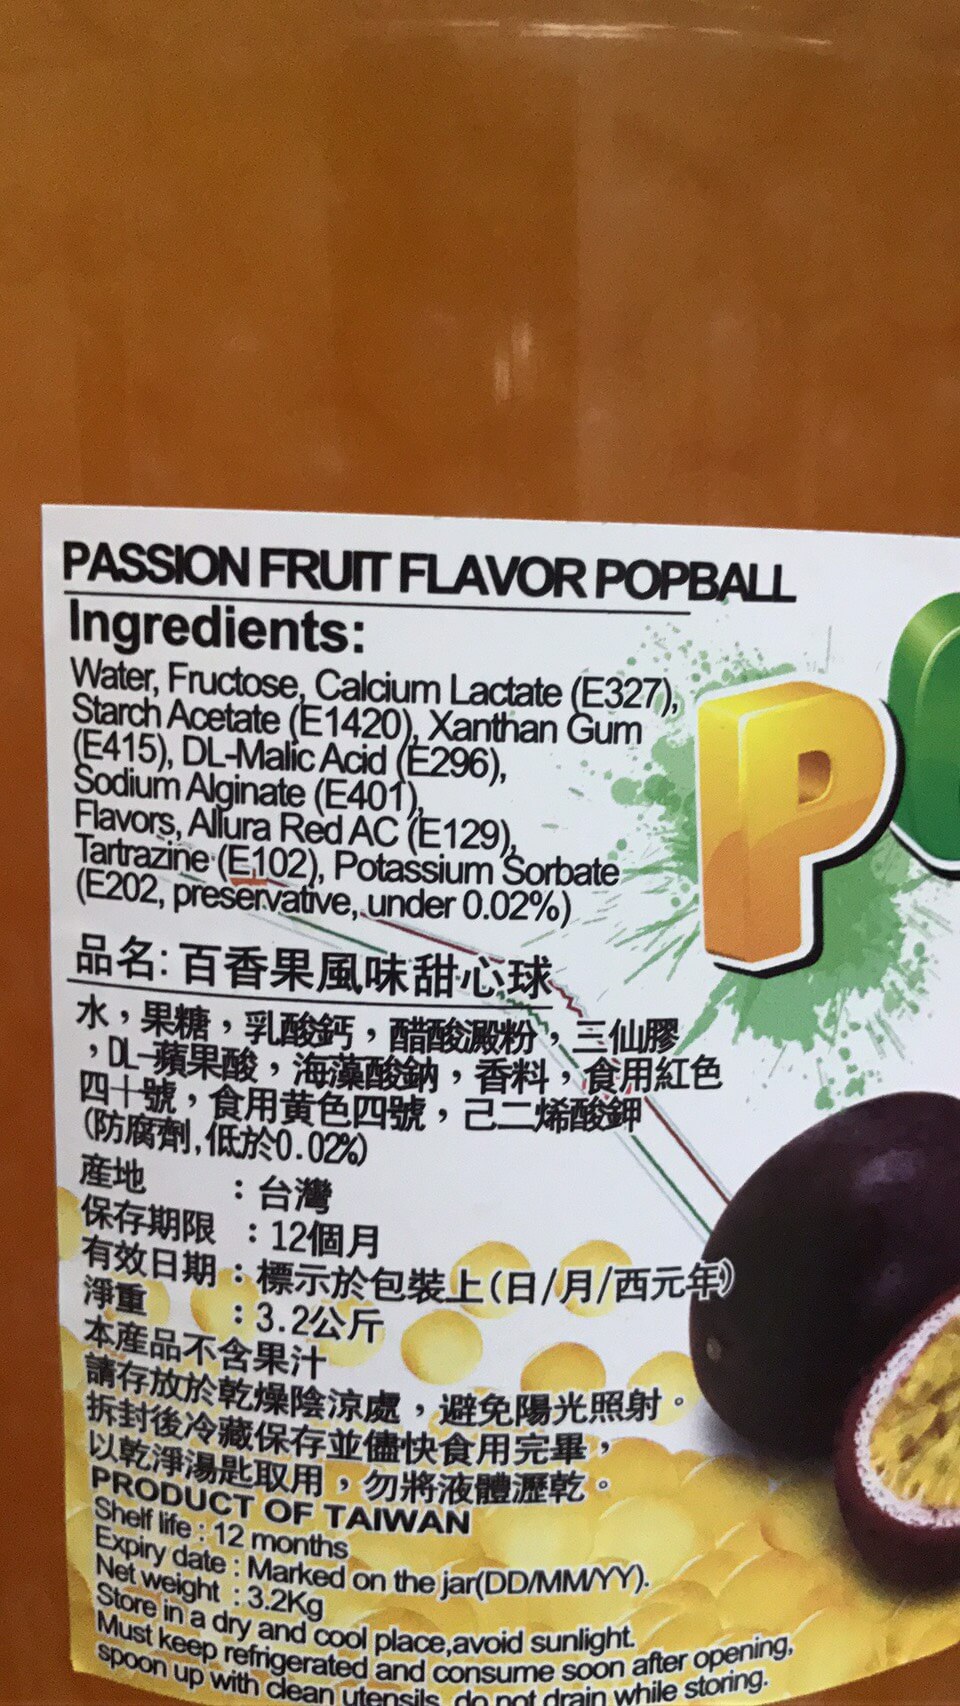 PASSION FRUIT FLAVOR POPBALL
Ingredients:
Water, Fructose, Calcium Lactate (E327),
Starch Acetate (E1420), Xanthan Gum
(E415), DL-Malic Acid (E296),
Sodium Alginate (E401),
Flavors, Allura Red AC (E129),
Tartrazine (E102), Potassium Sorbate
(E202, preservative, under 0.02%)
品名: 百香果風味甜心球
水，果糖，乳酸鈣，醋酸澱粉，三仙膠
，DL-蘋果酸，海藻酸鈉，香料，食用紅色
四十號，食用黃色四號，己二烯酸鉀
(防腐劑,低於0.02%)
產地 ：台灣
保存期限 ：12個月
有效日期：標示於包裝上(日/月/西元年)
淨重 ：3.2公斤
本產品不含果汁
請存放於乾燥陰涼處，避免陽光照射。
拆封後冷藏保存並儘快食用完畢，
以乾淨湯匙取用，勿將液體瀝乾。
PRODUCT OF TAIWAN
Shelf life : 12 months
Expiry date : Marked on the jar(DD/MM/YY).
Net weight : 3.2Kg
Store in a dry and cool place,avoid sunlight.
Must keep refrigerated and consume soon after opening,
spoon up with clean utensils, do not drain while storing.
P